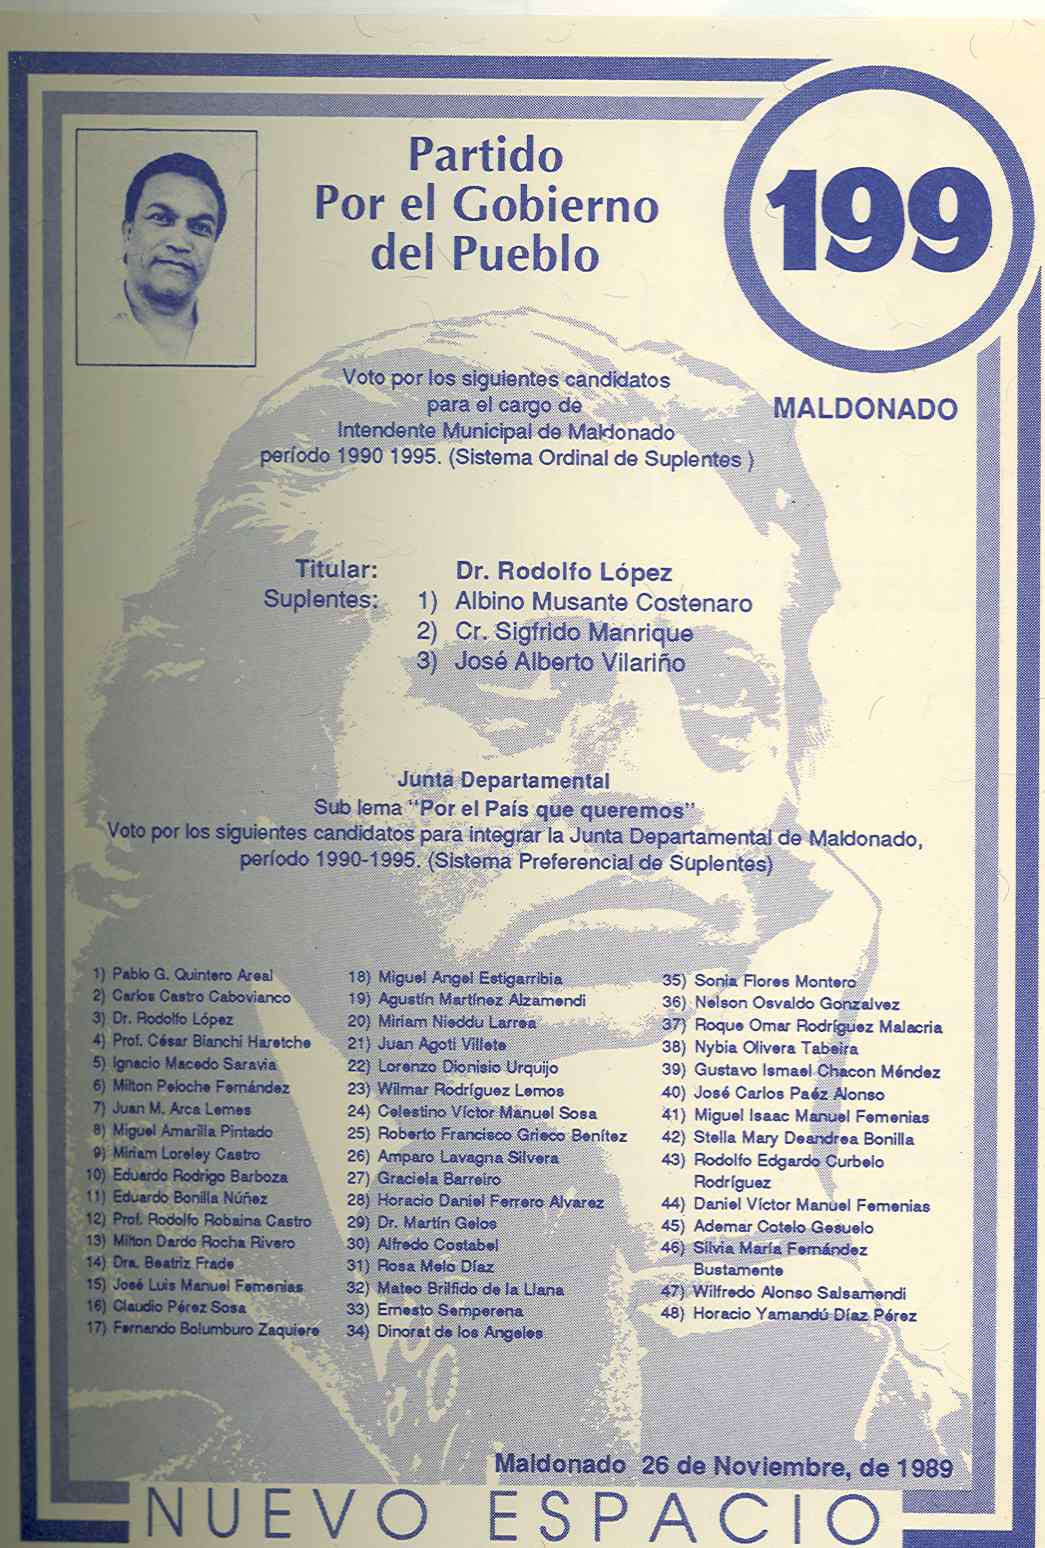 Partido
Por el Gobierno
del Pueblo
199
MALDONADO
Voto por los siguientes candidatos
para el cargo de
Intendente Municipal de Maldonado
período 1990 1995. (Sistema Ordinal de Suplentes )
Titular: Dr. Rodolfo López
Suplentes: 1) Albino Musante Costenaro
2) Cr. Sigfrido Manrique
3) José Alberto Vilariño
Junta Departamental
Sub lema "Por el País que queremos"
Voto por los siguientes candidatos para integrar la Junta Departamental de Maldonado,
período 1990-1995. (Sistema Preferencial de Suplentes)
1) Pablo G. Quintero Areal
2) Carlos Castro Cabovianco
3) Dr. Rodolfo López
4) Prof. César Bianchi Haretche
5) Ignacio Macedo Saravia
6) Milton Peloche Fernández
7) Juan M. Arca Lemes
8) Miguel Amarilla Pintado
9) Miriam Loreley Castro
10) Eduardo Rodrigo Barboza
11) Eduardo Bonilla Núñez
12) Prof. Rodolfo Robaina Castro
13) Milton Dardo Rocha Rivero
14) Dra. Beatriz Frade
15) José Luis Manuel Femenias
16) Claudio Pérez Sosa
17) Fernando Bolumburo Zaquiere
18) Miguel Angel Estigarribia
19) Agustín Martínez Alzamendi
20) Miriam Nieddu Larrea
21) Juan Agoti Villete
22) Lorenzo Dionisio Urquijo
23) Wilmar Rodríguez Lemos
24) Celestino Víctor Manuel Sosa
25) Roberto Francisco Grieco Benítez
26) Amparo Lavagna Silvera
27) Graciela Barreiro
28) Horacio Daniel Ferrero Alvarez
29) Dr. Martín Gelos
30) Alfredo Costabel
31) Rosa Melo Díaz
32) Mateo Brilfido de la Llana
33) Ernesto Semperena
34) Dinorat de los Angeles
35) Sonia Flores Montero
36) Nelson Osvaldo Gonzalvez
37) Roque Omar Rodríguez Malacria
38) Nybia Olivera Tabeira
39) Gustavo Ismael Chacon Méndez
40) José Carlos Paéz Alonso
41) Miguel Isaac Manuel Femenias
42) Stella Mary Deandrea Bonilla
43) Rodolfo Edgardo Curbelo
Rodríguez
44) Daniel Víctor Manuel Femenias
45) Ademar Cotelo Gesuelo
46) Silvia María Fernández
Bustamente
47) Wilfredo Alonso Salsamendi
48) Horacio Yamandú Díaz Pérez
Maldonado 26 de Noviembre, de 1989
NUEVO ESPACIO